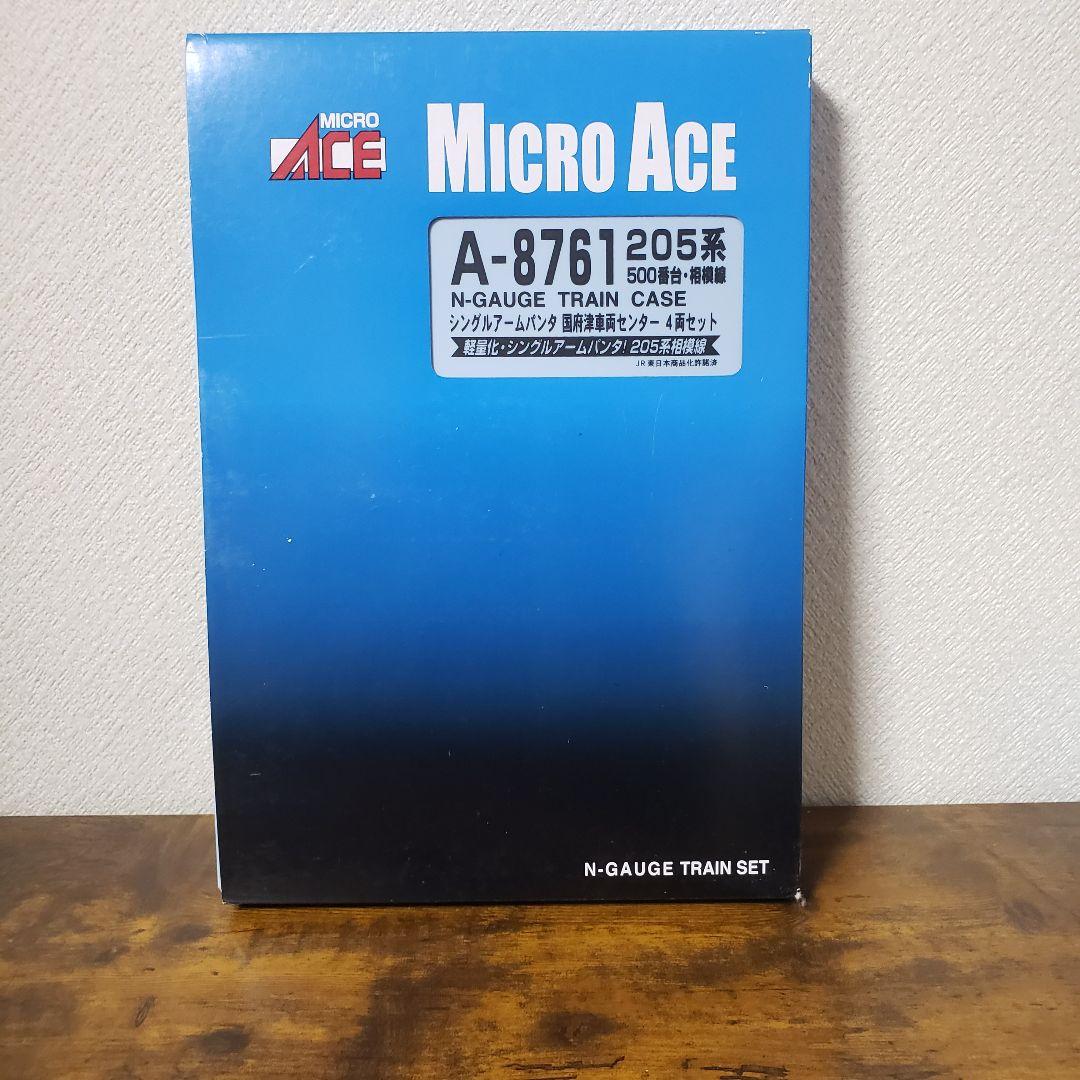 MICRO
ACE
MICRO ACE
A-8761 205系
500番台・相模線
N-GAUGE TRAIN CASE
シングルアームパンタ 国府津車両センター 4両セット
軽量化・シングルアームパンタ! 205系相模線
JR東日本商品化許諾済
N-GAUGE TRAIN SET